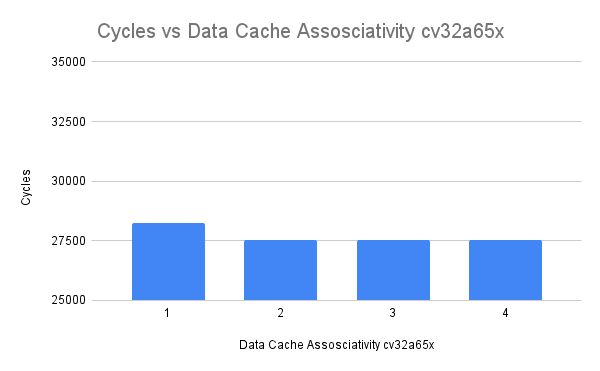 Cycles vs Data Cache Assosciativity cv32a65x
35000
32500
30000
27500
25000
Cycles
1 2 3 4
Data Cache Assosciativity cv32a65x